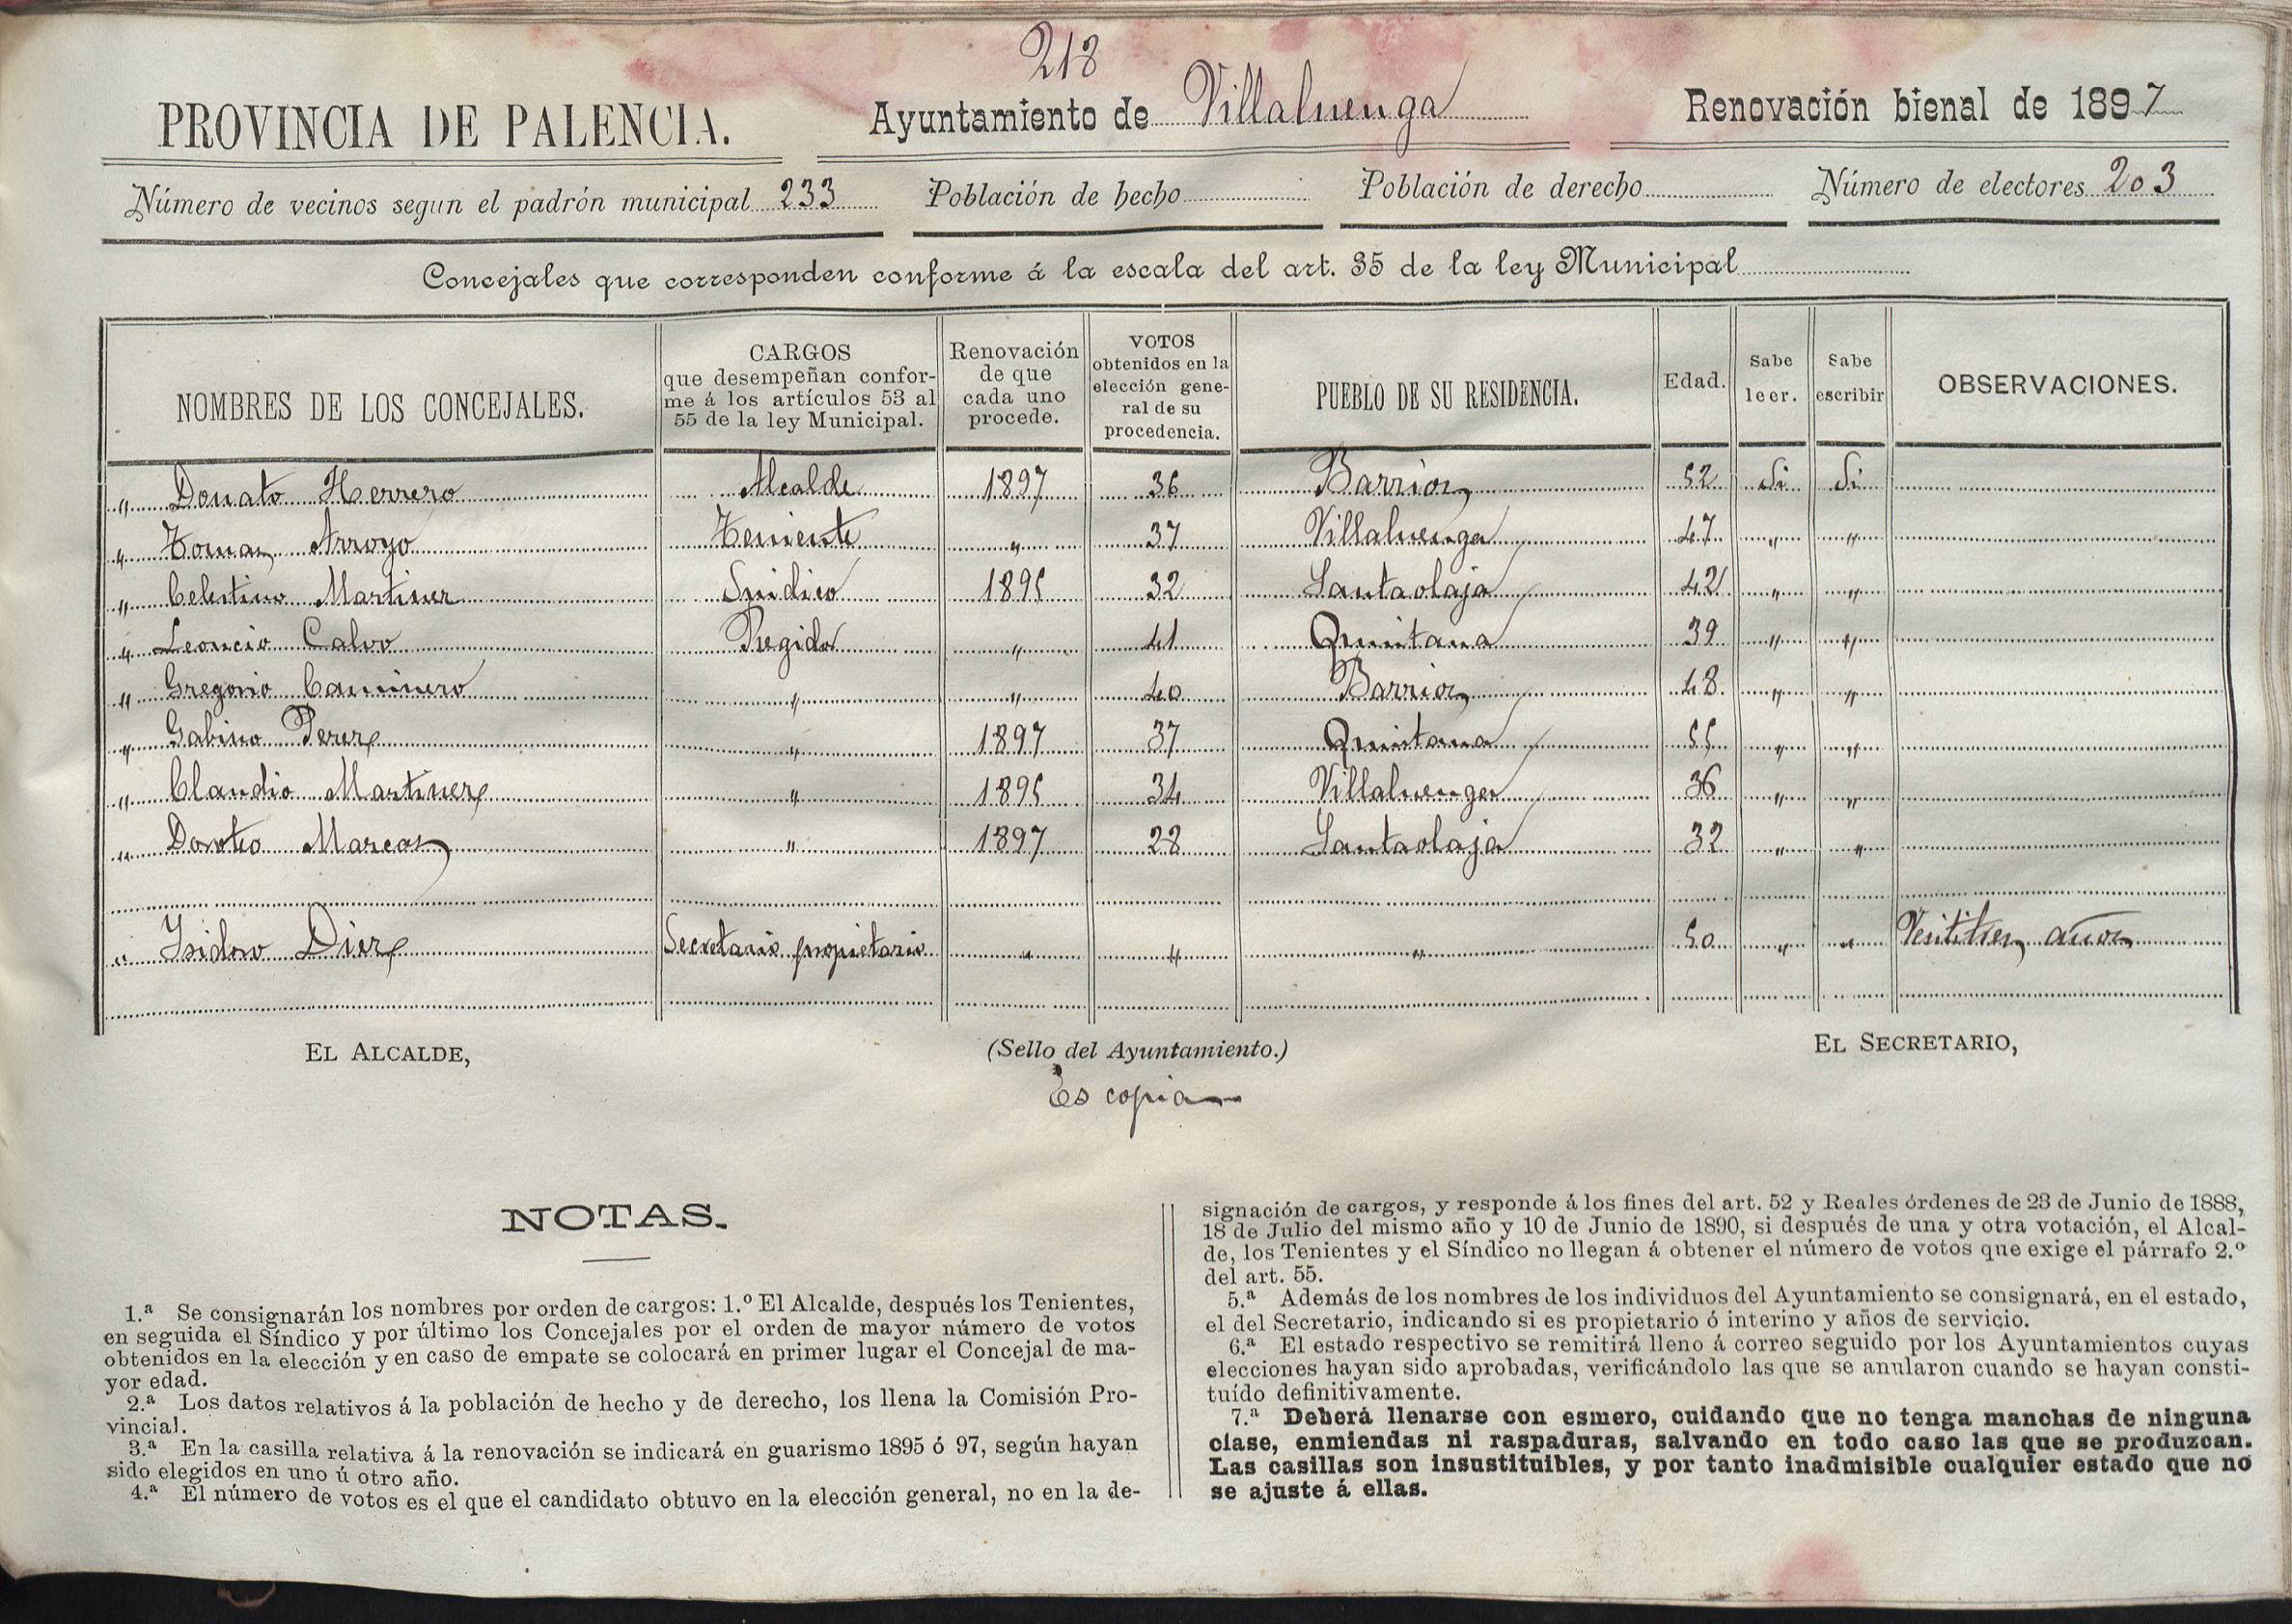 218
PROVINCIA DE PALENCIA. Ayuntamiento de Villaluenga Renovación bienal de 1897
Número de vecinos segun el padrón municipal 233 Población de hecho Población de derecho Número de electores 203
Concejales que corresponden conforme á la escala del art. 35 de la ley Municipal
NOMBRES DE LOS CONCEJALES. CARGOS que desempeñan conforme á los artículos 53 al 55 de la ley Municipal. Renovación de que cada uno procede. VOTOS obtenidos en la elección general de su procedencia. PUEBLO DE SU RESIDENCIA. Edad. Sabe leer. Sabe escribir OBSERVACIONES.
" Donato Herrero Alcalde 1897 36 Barrios 52 Si Si
" Tomas Arroyo Teniente " 37 Villaluenga 47 " "
" Celestino Martinez Sindico 1895 32 Santaolaja 42 " "
" Leoncio Calvo Regidor " 41 Quintana 39 " "
" Gregorio Caminero " " 40 Barrios 48 " "
" Gabino Perez " 1897 37 Quintana 55 " "
" Claudio Martinez " 1895 34 Villaluenga 36 " "
" Doroteo Marcos " 1897 28 Santaolaja 32 " "
" Isidro Diez Secretario propietario " " " 50 " " Ventitres años
EL ALCALDE, (Sello del Ayuntamiento.) EL SECRETARIO,
Es copia
NOTAS.
1.ª Se consignarán los nombres por orden de cargos: 1.º El Alcalde, después los Tenientes,
en seguida el Síndico y por último los Concejales por el orden de mayor número de votos
obtenidos en la elección y en caso de empate se colocará en primer lugar el Concejal de ma-
yor edad.
2.ª Los datos relativos á la población de hecho y de derecho, los llena la Comisión Pro-
vincial.
3.ª En la casilla relativa á la renovación se indicará en guarismo 1895 ó 97, según hayan
sido elegidos en uno ú otro año.
4.ª El número de votos es el que el candidato obtuvo en la elección general, no en la de-
signación de cargos, y responde á los fines del art. 52 y Reales órdenes de 23 de Junio de 1888,
18 de Julio del mismo año y 10 de Junio de 1890, si después de una y otra votación, el Alcal-
de, los Tenientes y el Síndico no llegan á obtener el número de votos que exige el párrafo 2.º
del art. 55.
5.ª Además de los nombres de los individuos del Ayuntamiento se consignará, en el estado,
el del Secretario, indicando si es propietario ó interino y años de servicio.
6.ª El estado respectivo se remitirá lleno á correo seguido por los Ayuntamientos cuyas
elecciones hayan sido aprobadas, verificándolo las que se anularon cuando se hayan consti-
tuído definitivamente.
7.ª Deberá llenarse con esmero, cuidando que no tenga manchas de ninguna
clase, enmiendas ni raspaduras, salvando en todo caso las que se produzcan.
Las casillas son insustituibles, y por tanto inadmisible cualquier estado que no
se ajuste á ellas.